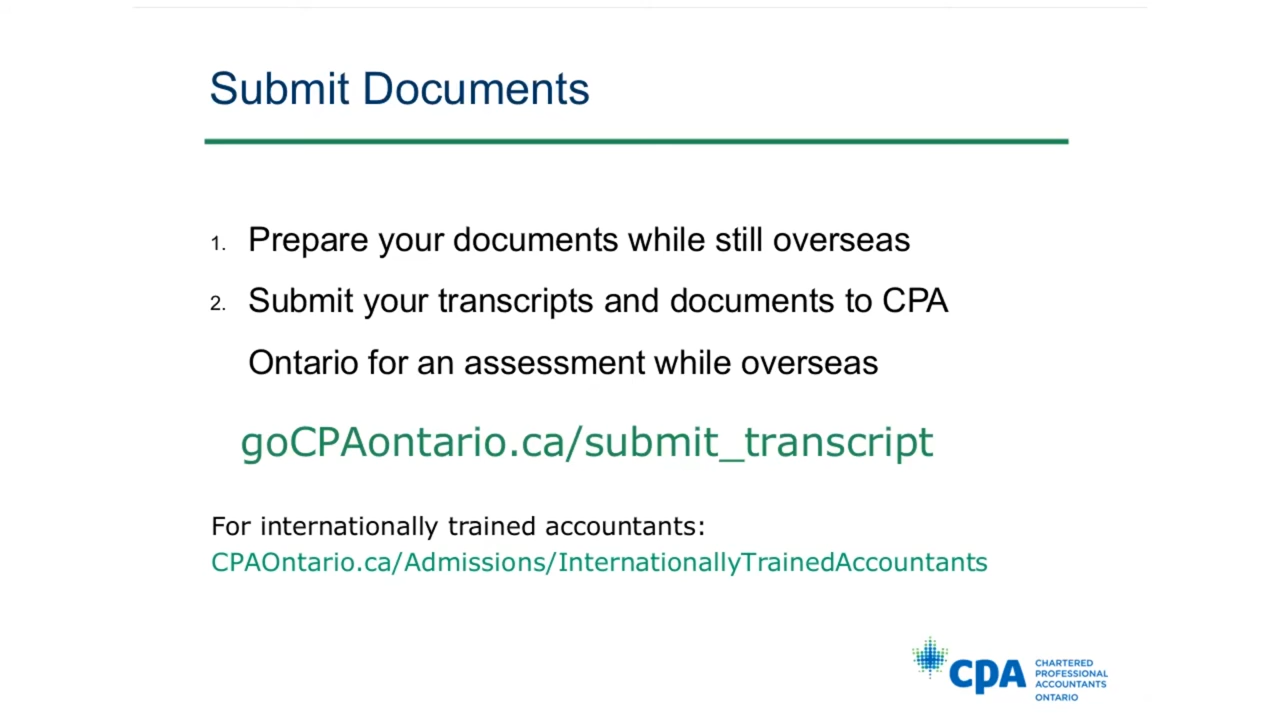 Submit Documents
1. Prepare your documents while still overseas
2. Submit your transcripts and documents to CPA
Ontario for an assessment while overseas
goCPAontario.ca/submit_transcript
For internationally trained accountants:
CPAOntario.ca/Admissions/InternationallyTrainedAccountants
CPA
CHARTERED
PROFESSIONAL
ACCOUNTANTS
ONTARIO